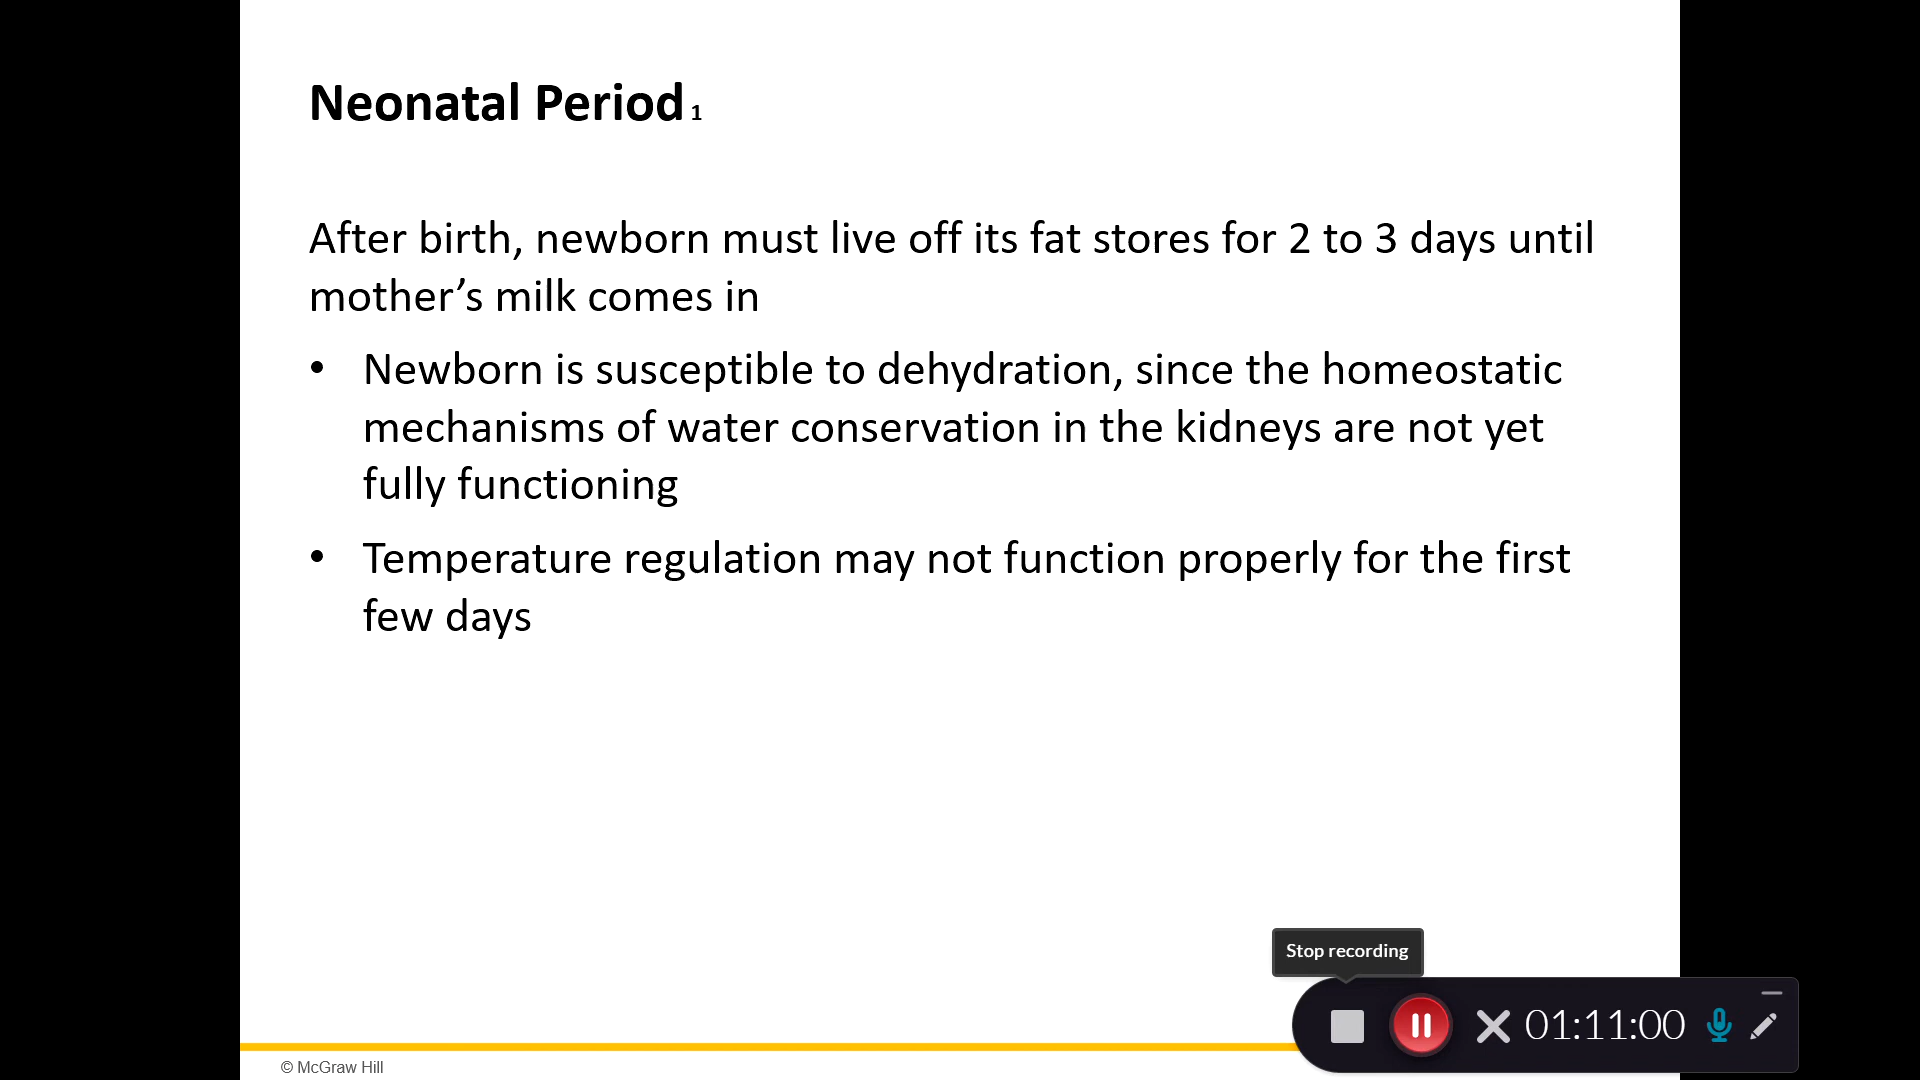 Neonatal Period 1
After birth, newborn must live off its fat stores for 2 to 3 days until
mother’s milk comes in
• Newborn is susceptible to dehydration, since the homeostatic
mechanisms of water conservation in the kidneys are not yet
fully functioning
• Temperature regulation may not function properly for the first
few days
Stop recording
01:11:00
© McGraw Hill